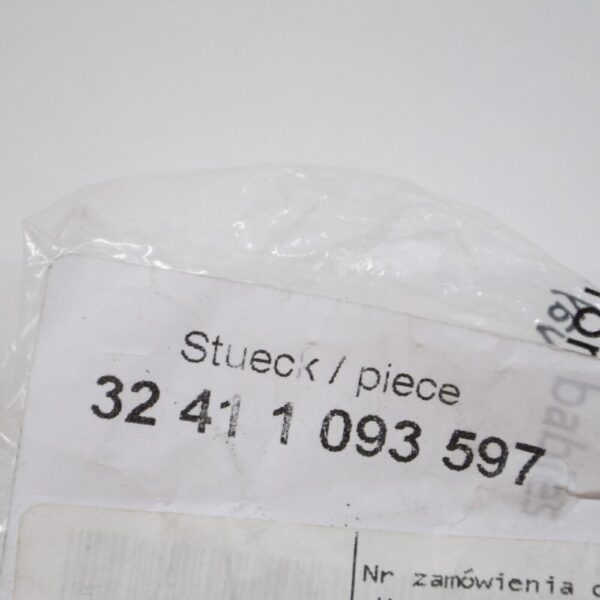 Stueck / piece
32 41 1 093 597
Nr zamówienia